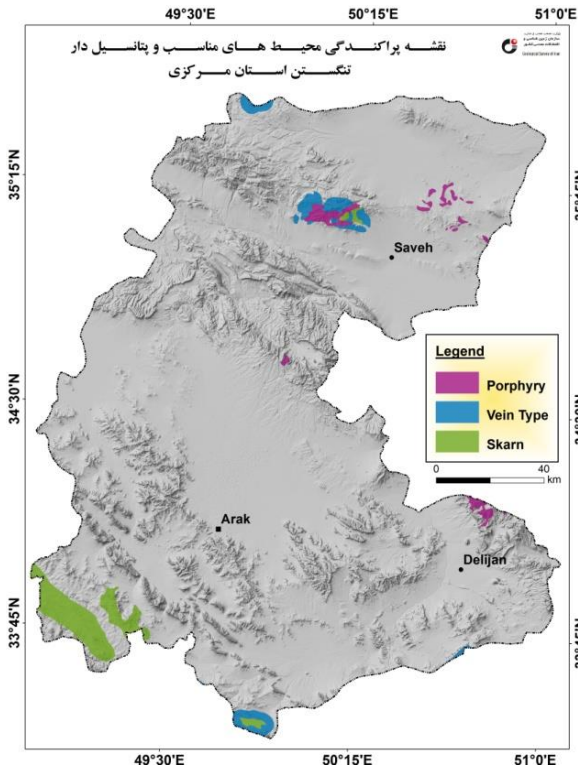 49°30'E 50°15'E 51°0'E
نقشه پراکندگی محیط های مناسب و پتانسیل دار
تنگستن استان مرکزی
35°15'N
Saveh
Legend
Porphyry
Vein Type
Skarn
34°30'N
0 40
km
Arak
Delijan
33°45'N
49°30'E 50°15'E 51°0'E